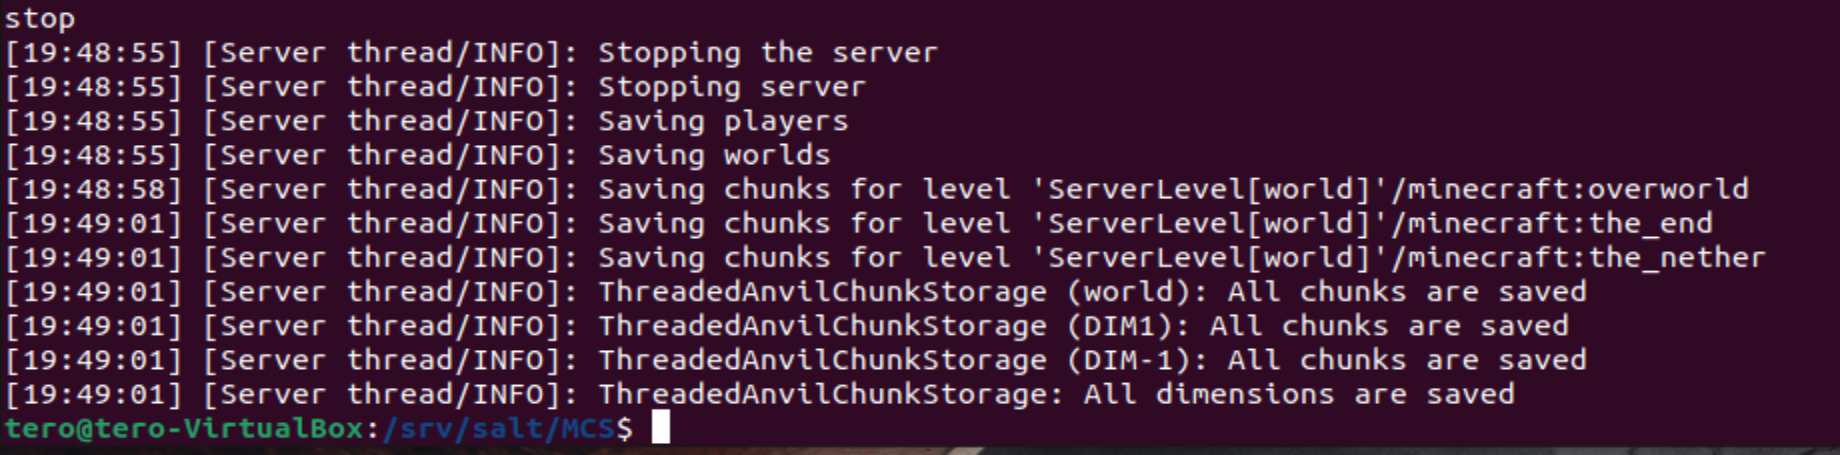 stop
[19:48:55] [Server thread/INFO]: Stopping the server
[19:48:55] [Server thread/INFO]: Stopping server
[19:48:55] [Server thread/INFO]: Saving players
[19:48:55] [Server thread/INFO]: Saving worlds
[19:48:58] [Server thread/INFO]: Saving chunks for level 'ServerLevel[world]'/minecraft:overworld
[19:49:01] [Server thread/INFO]: Saving chunks for level 'ServerLevel[world]'/minecraft:the_end
[19:49:01] [Server thread/INFO]: Saving chunks for level 'ServerLevel[world]'/minecraft:the_nether
[19:49:01] [Server thread/INFO]: ThreadedAnvilChunkStorage (world): All chunks are saved
[19:49:01] [Server thread/INFO]: ThreadedAnvilChunkStorage (DIM1): All chunks are saved
[19:49:01] [Server thread/INFO]: ThreadedAnvilChunkStorage (DIM-1): All chunks are saved
[19:49:01] [Server thread/INFO]: ThreadedAnvilChunkStorage: All dimensions are saved
tero@tero-VirtualBox:/srv/salt/MCS$